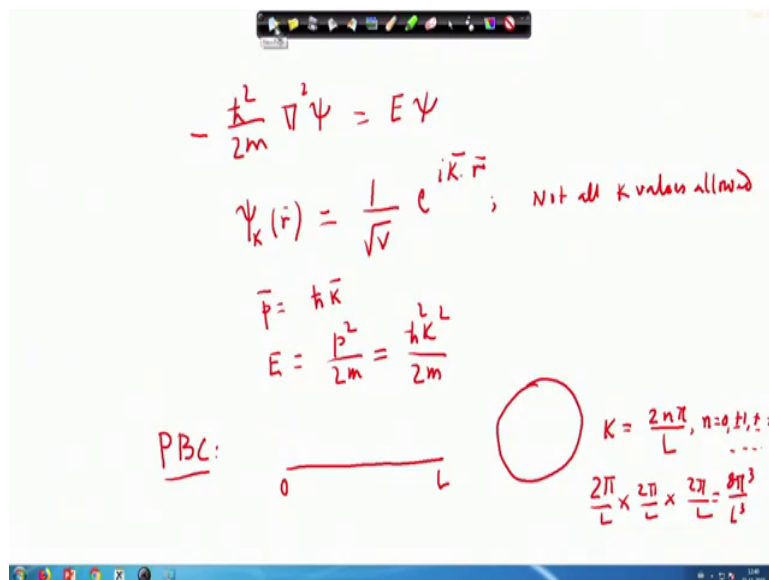 - ħ²/2m ∇²Ψ = EΨ
Ψ_K(r̄) = 1/√V e^{i K̄·r̄} ; Not all K values allowed
p̄ = ħK̄
E = p²/2m = ħ²K²/2m
PBC:
0 L
K = 2nπ/L, n=0,±1,±
....
2π/L × 2π/L × 2π/L = 8π³/L³